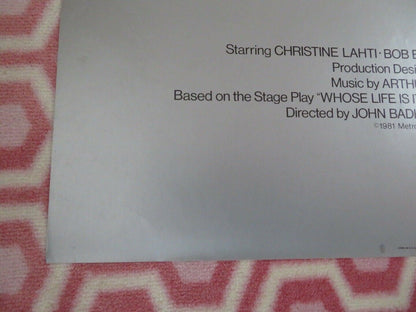 Starring CHRISTINE LAHTI · BOB
Production Desi
Music by ARTHU
Based on the Stage Play "WHOSE LIFE IS I
Directed by JOHN BADH
©1981 Metro